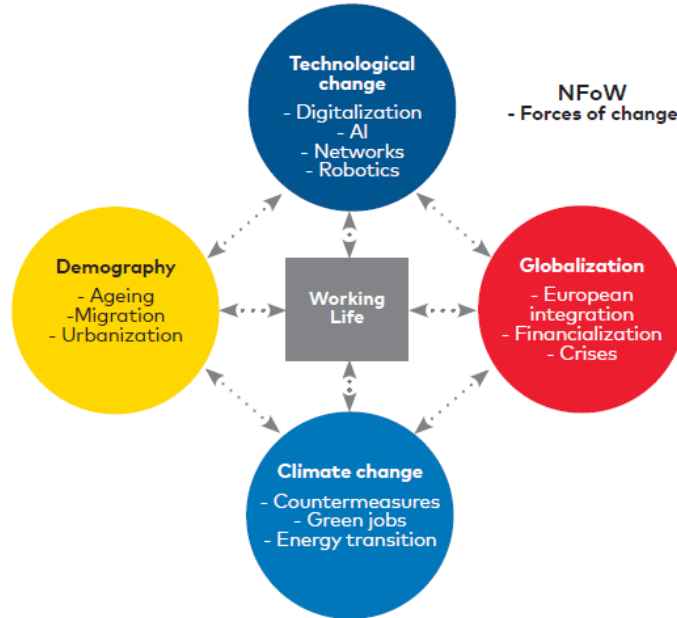 Technological
change
- Digitalization
- AI
- Networks
- Robotics
NFoW
- Forces of change
Demography
- Ageing
-Migration
- Urbanization
Working
Life
Globalization
- European
integration
- Financialization
- Crises
Climate change
- Countermeasures
- Green jobs
- Energy transition